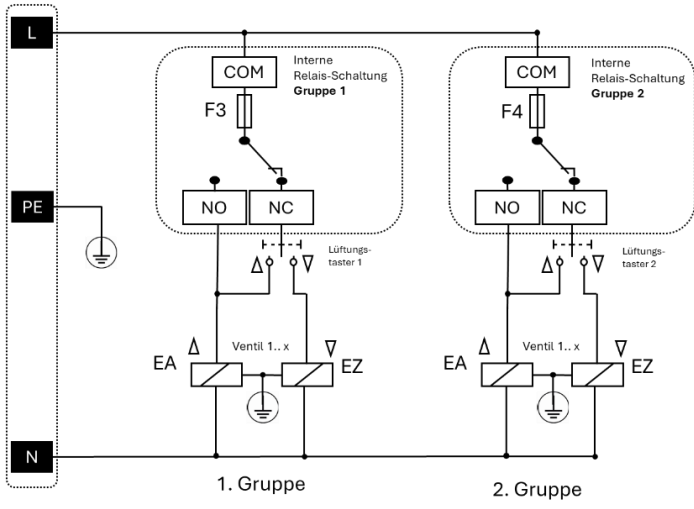 L
Interne
Relais-Schaltung
Gruppe 1
COM
F3
NO
NC
Interne
Relais-Schaltung
Gruppe 2
COM
F4
NO
NC
PE
Lüftungs-
taster 1
Lüftungs-
taster 2
Ventil 1.. x
EA
EZ
Ventil 1.. x
EA
EZ
N
1. Gruppe
2. Gruppe